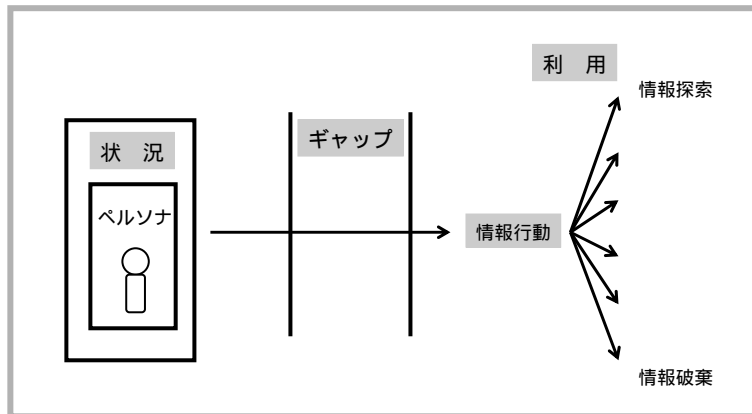 利　用
情報探索
状　況
ギャップ
ペルソナ
情報行動
情報破棄